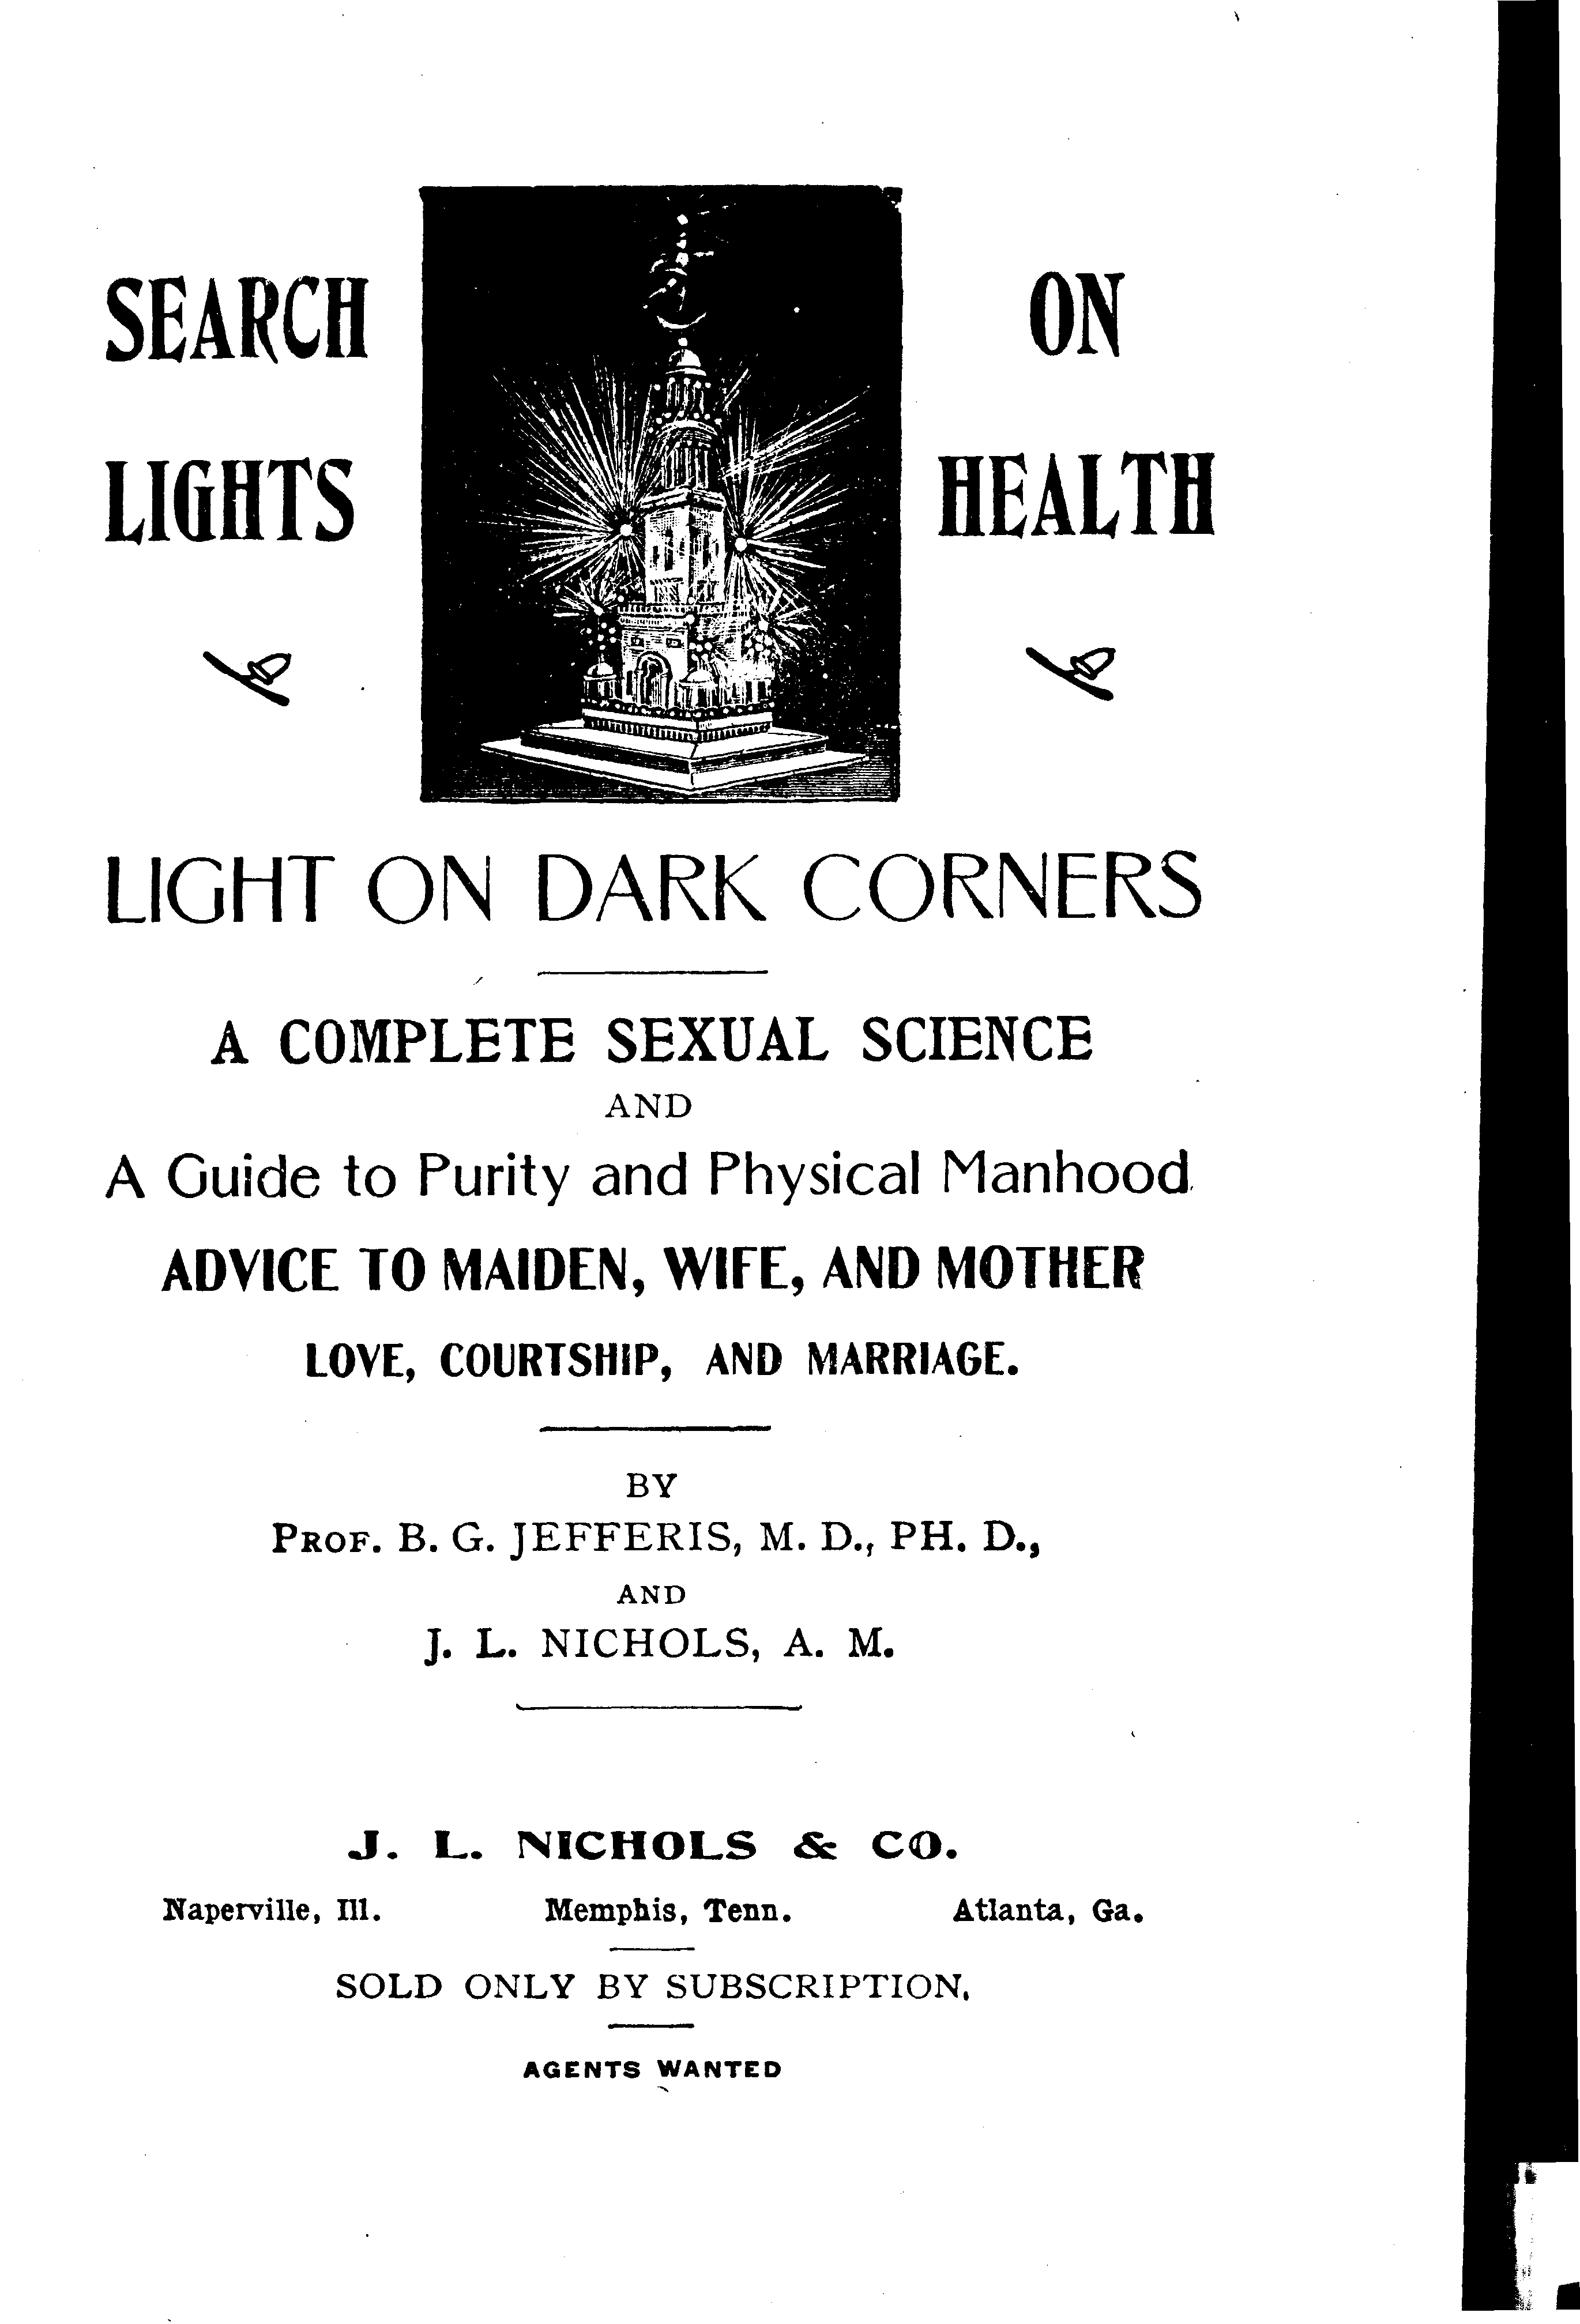 SEARCH
LIGHTS
ON
HEALTH
LIGHT ON DARK CORNERS
A COMPLETE SEXUAL SCIENCE
AND
A Guide to Purity and Physical Manhood
ADVICE TO MAIDEN, WIFE, AND MOTHER
LOVE, COURTSHIP, AND MARRIAGE.
BY
PROF. B. G. JEFFERIS, M. D., PH. D.,
AND
J. L. NICHOLS, A. M.
J. L. NICHOLS & CO.
Naperville, Ill. Memphis, Tenn. Atlanta, Ga.
SOLD ONLY BY SUBSCRIPTION.
AGENTS WANTED